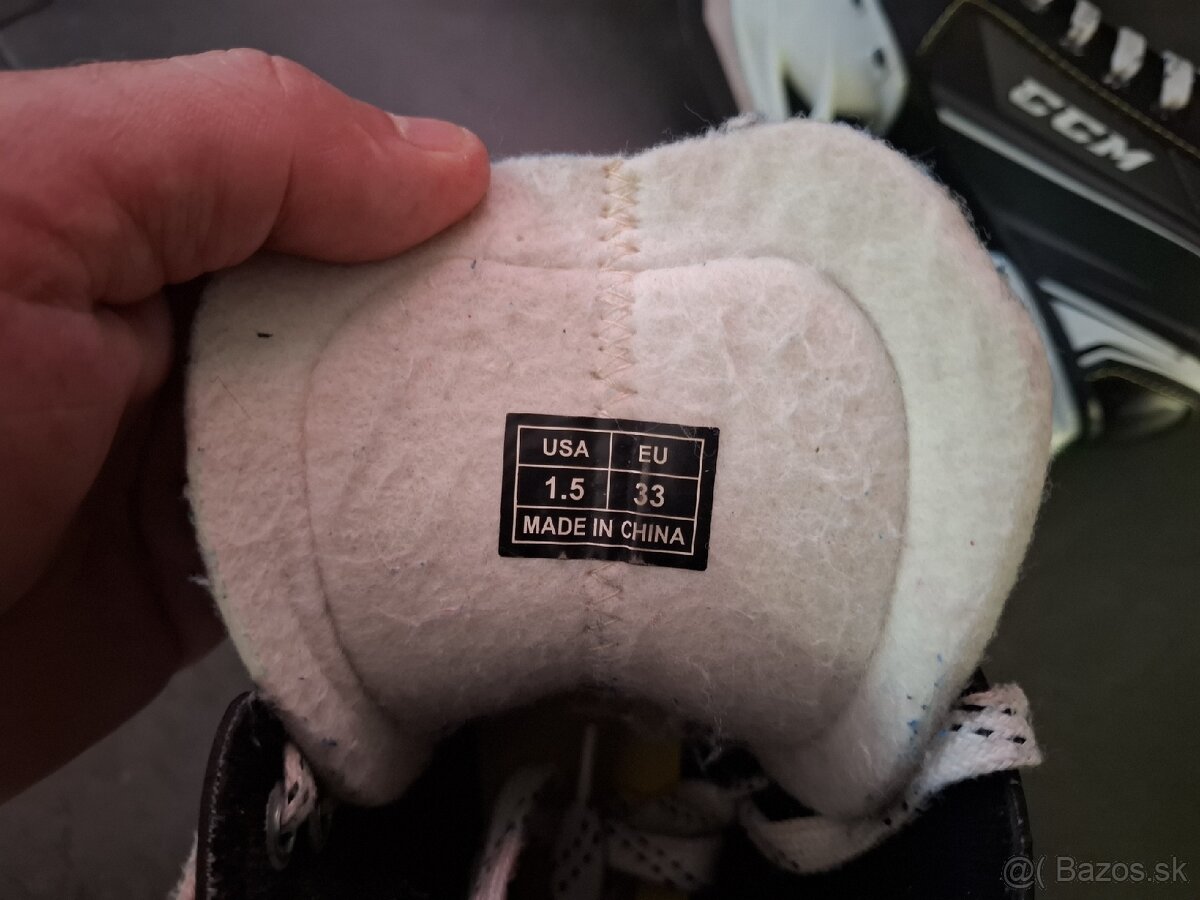 CCM
USA EU
1.5 33
MADE IN CHINA
@( Bazos.sk